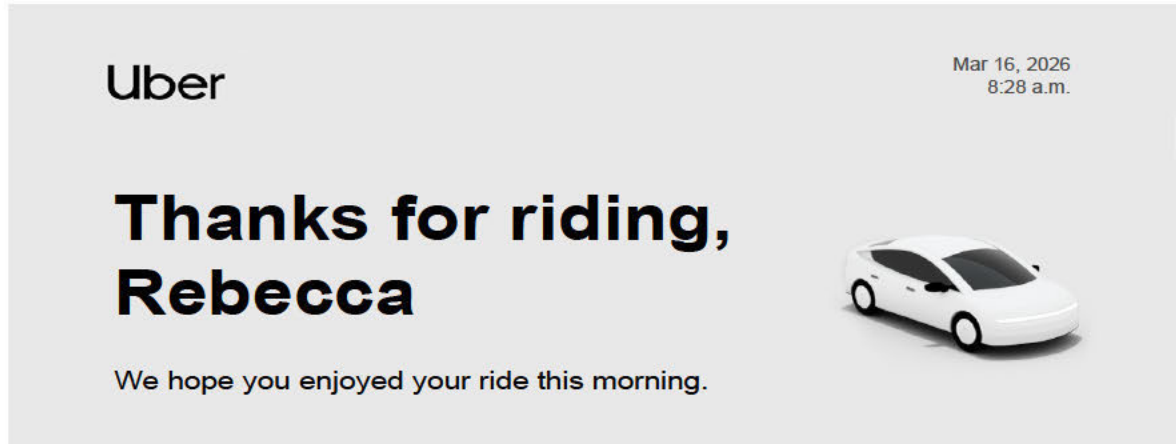 Uber
Mar 16, 2026
8:28 a.m.
Thanks for riding,
Rebecca
We hope you enjoyed your ride this morning.